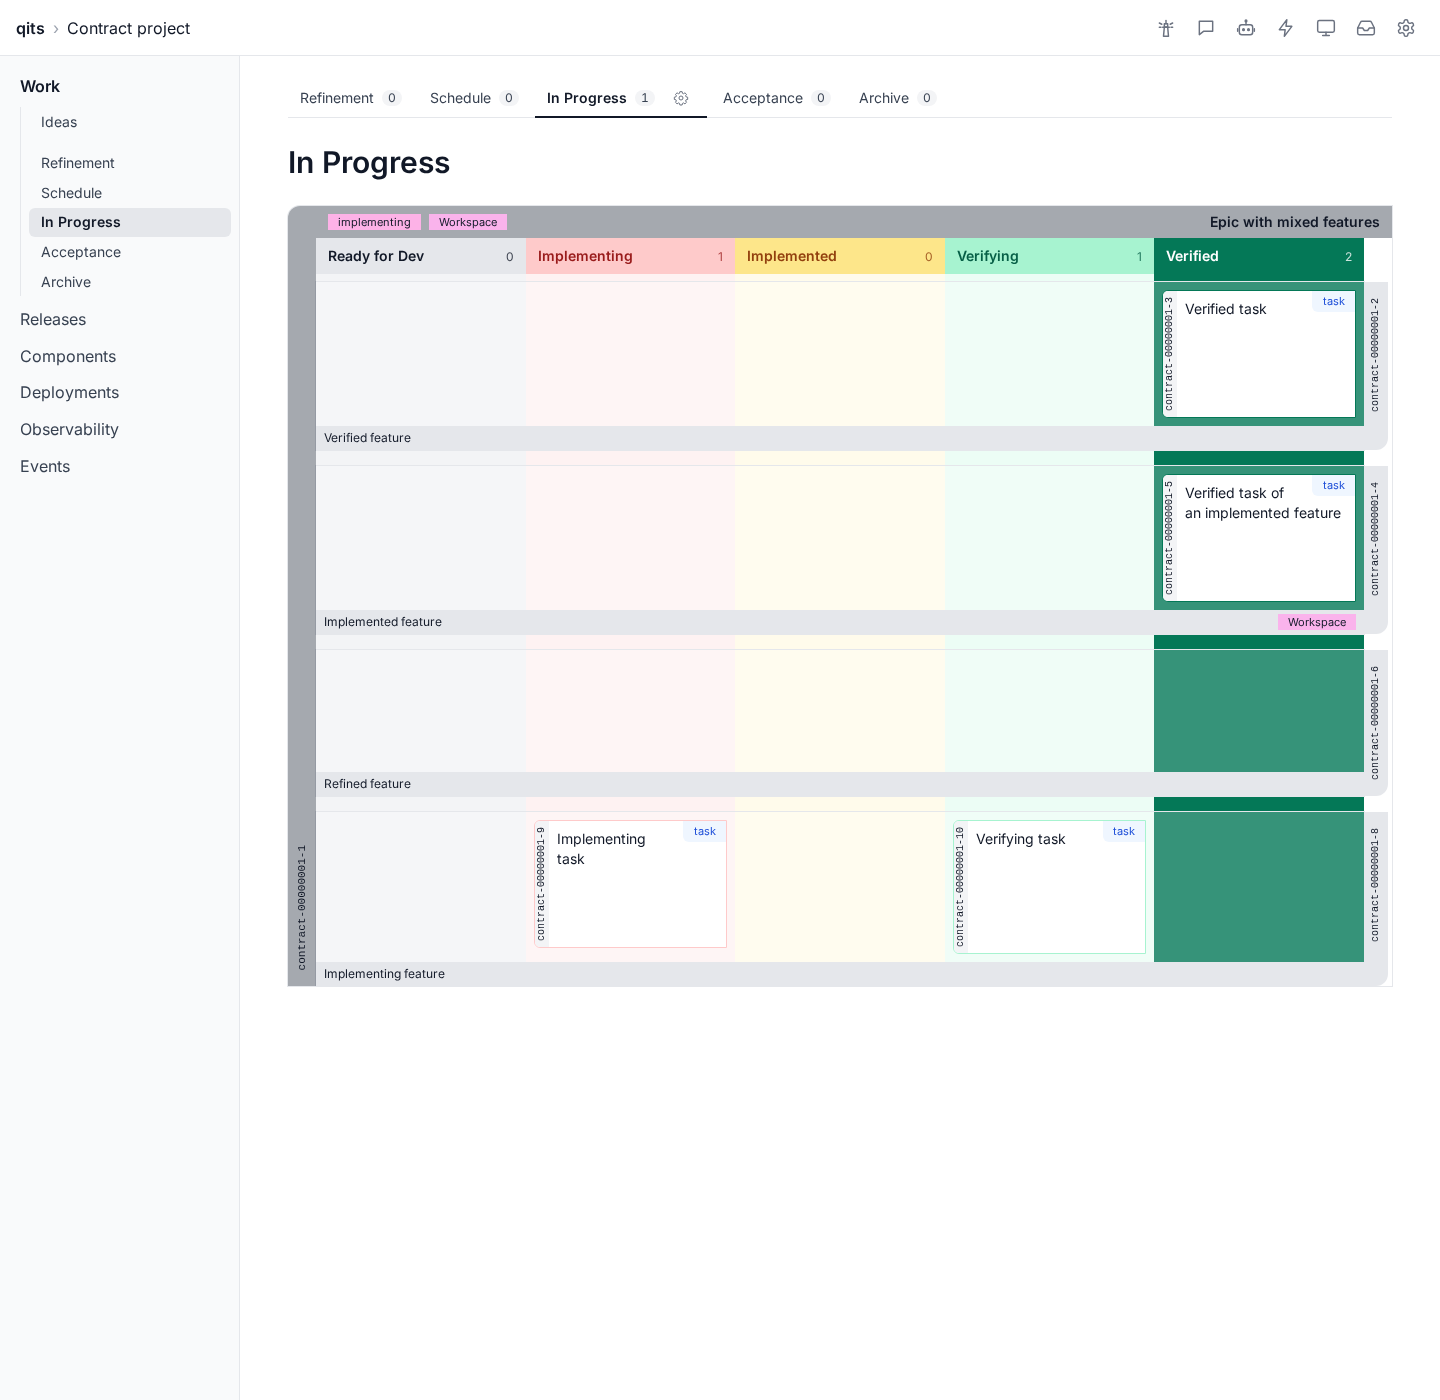 qits › Contract project
Work
Ideas
Refinement
Schedule
In Progress
Acceptance
Archive
Releases
Components
Deployments
Observability
Events
Refinement 0
Schedule 0
In Progress 1
Acceptance 0
Archive 0
In Progress
implementing
Workspace
Epic with mixed features
Ready for Dev 0
Implementing 1
Implemented 0
Verifying 1
Verified 2
contract-00000001-3
Verified task
task
contract-00000001-2
Verified feature
contract-00000001-5
Verified task of
an implemented feature
task
contract-00000001-4
Implemented feature
Workspace
contract-00000001-6
Refined feature
contract-00000001-1
contract-00000001-9
Implementing
task
task
contract-00000001-10
Verifying task
task
contract-00000001-8
Implementing feature